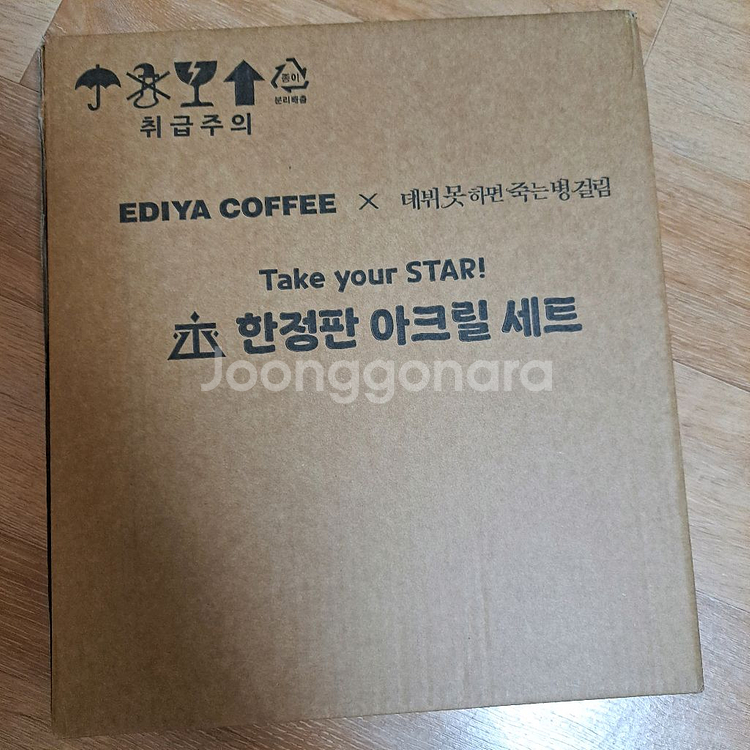 종이
분리배출
취급주의
EDIYA COFFEE × 데뷔 못 하면 죽는 병 걸림
Take your STAR!
한정판 아크릴 세트
Joonggonara